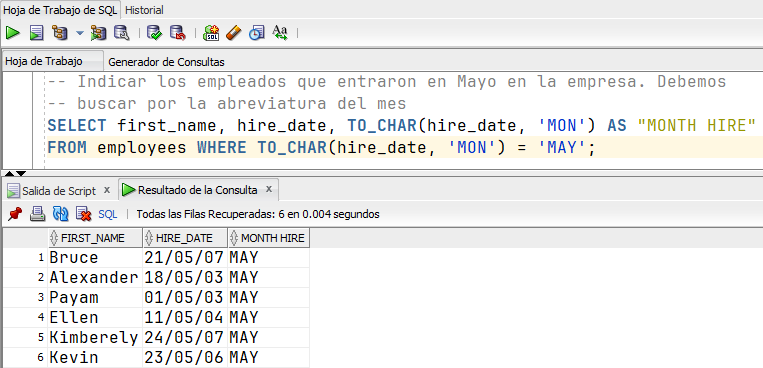 Hoja de Trabajo de SQL Historial
Hoja de Trabajo Generador de Consultas
-- Indicar los empleados que entraron en Mayo en la empresa. Debemos
-- buscar por la abreviatura del mes
SELECT first_name, hire_date, TO_CHAR(hire_date, 'MON') AS "MONTH HIRE"
FROM employees WHERE TO_CHAR(hire_date, 'MON') = 'MAY';
Salida de Script x Resultado de la Consulta x
SQL | Todas las Filas Recuperadas: 6 en 0.004 segundos
FIRST_NAME HIRE_DATE MONTH HIRE
1 Bruce 21/05/07 MAY
2 Alexander 18/05/03 MAY
3 Payam 01/05/03 MAY
4 Ellen 11/05/04 MAY
5 Kimberely 24/05/07 MAY
6 Kevin 23/05/06 MAY